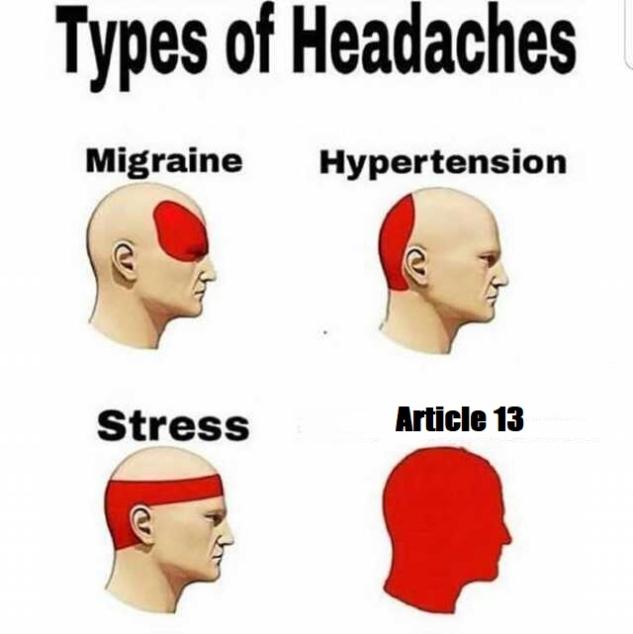 Types of Headaches
Migraine
Hypertension
Stress
Article 13